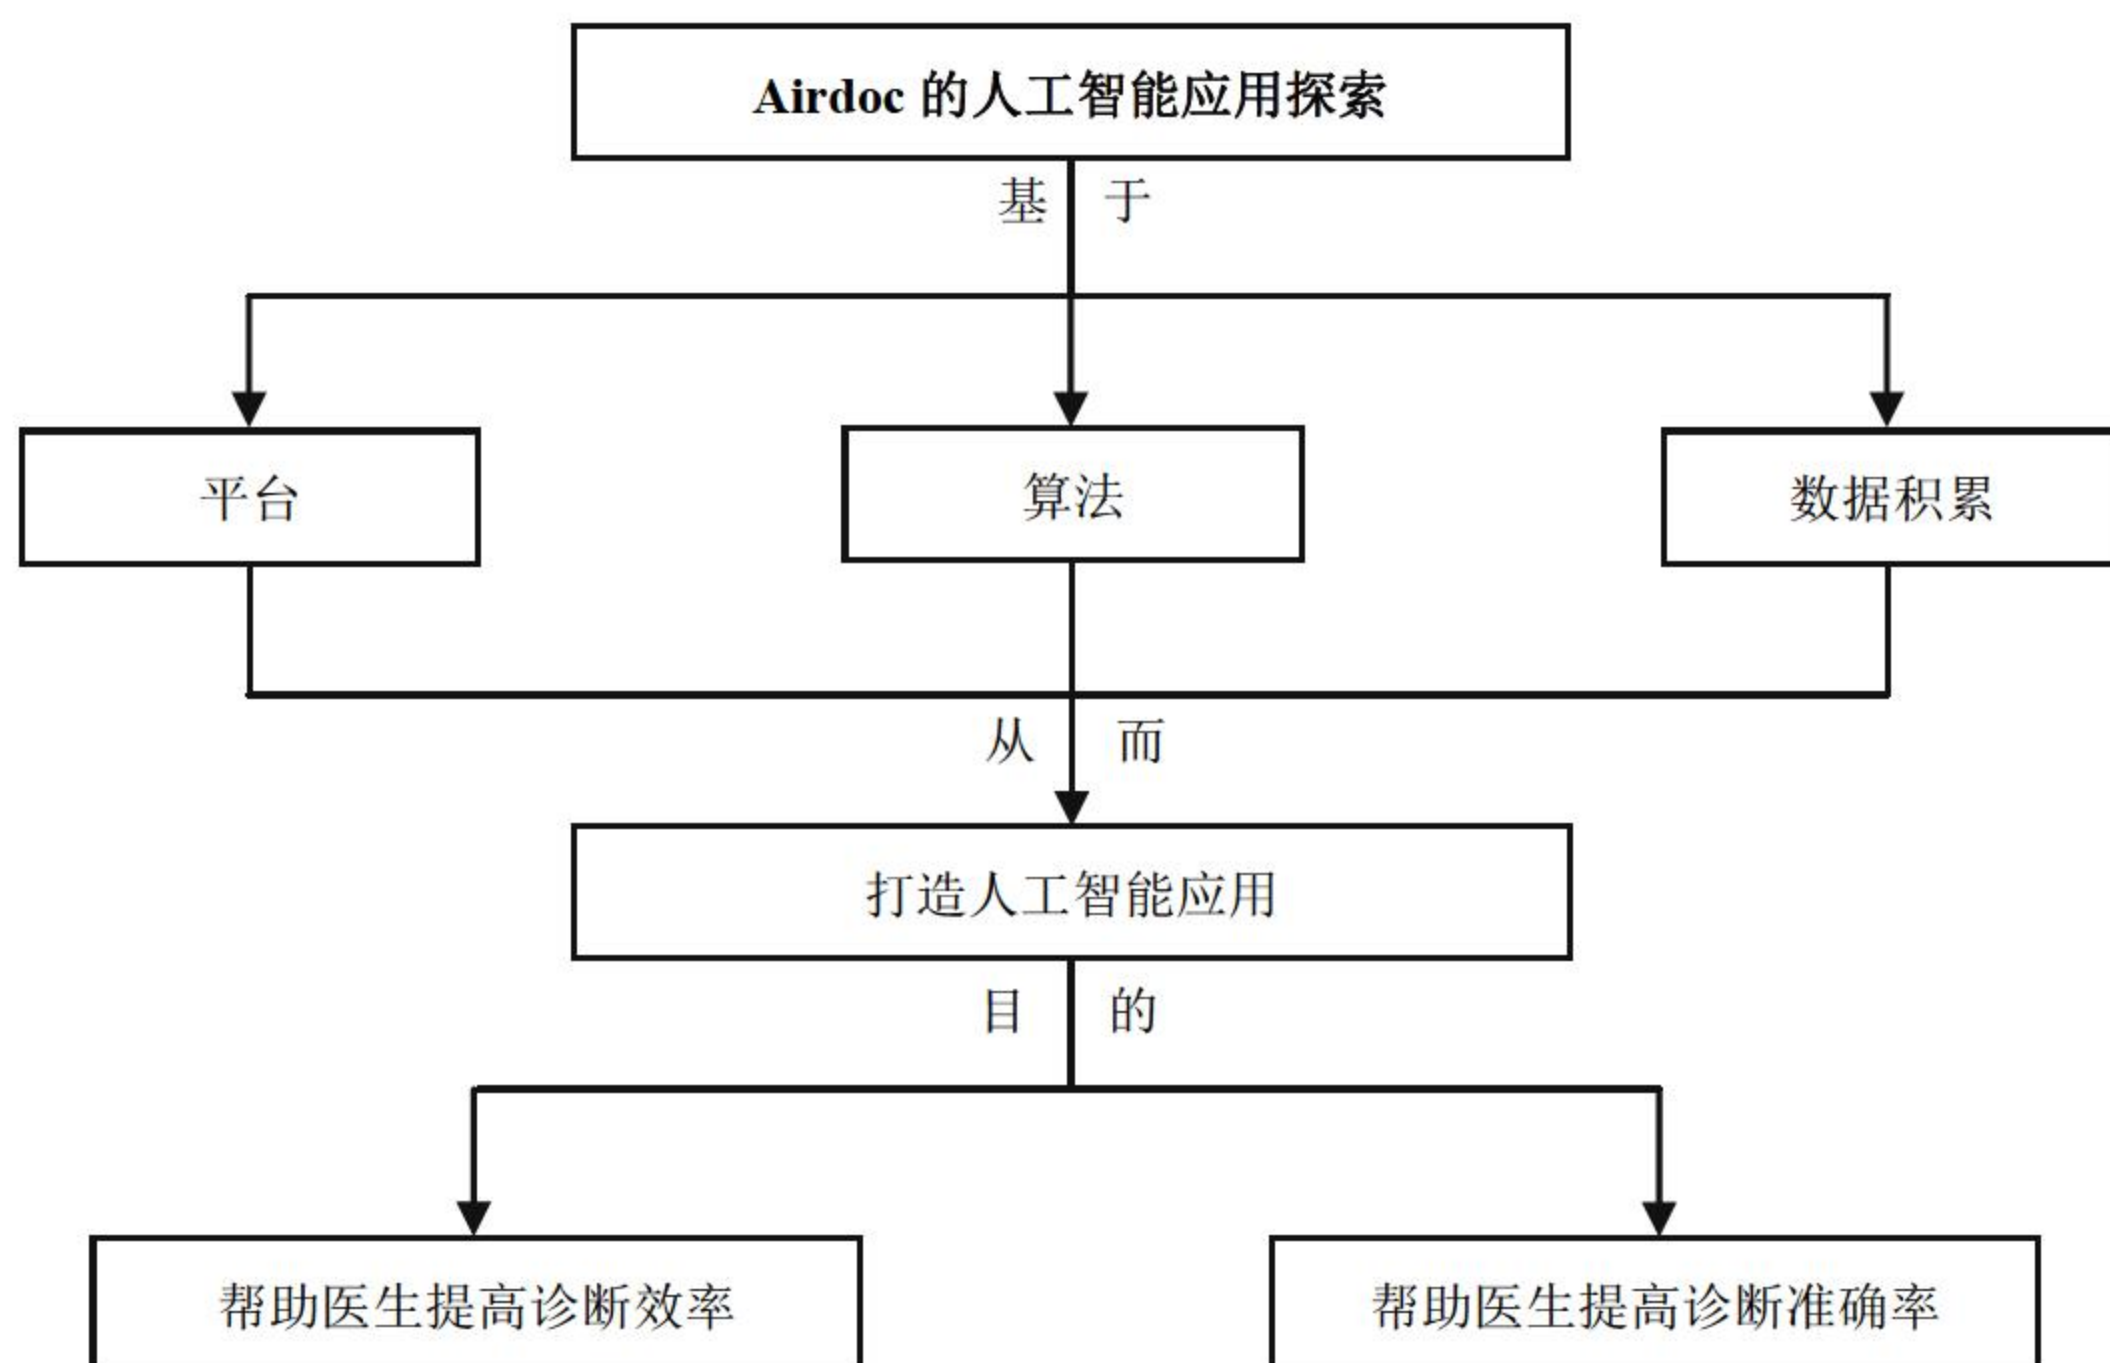 Airdoc 的人工智能应用探索
基 于
平台
算法
数据积累
从 而
打造人工智能应用
目 的
帮助医生提高诊断效率
帮助医生提高诊断准确率